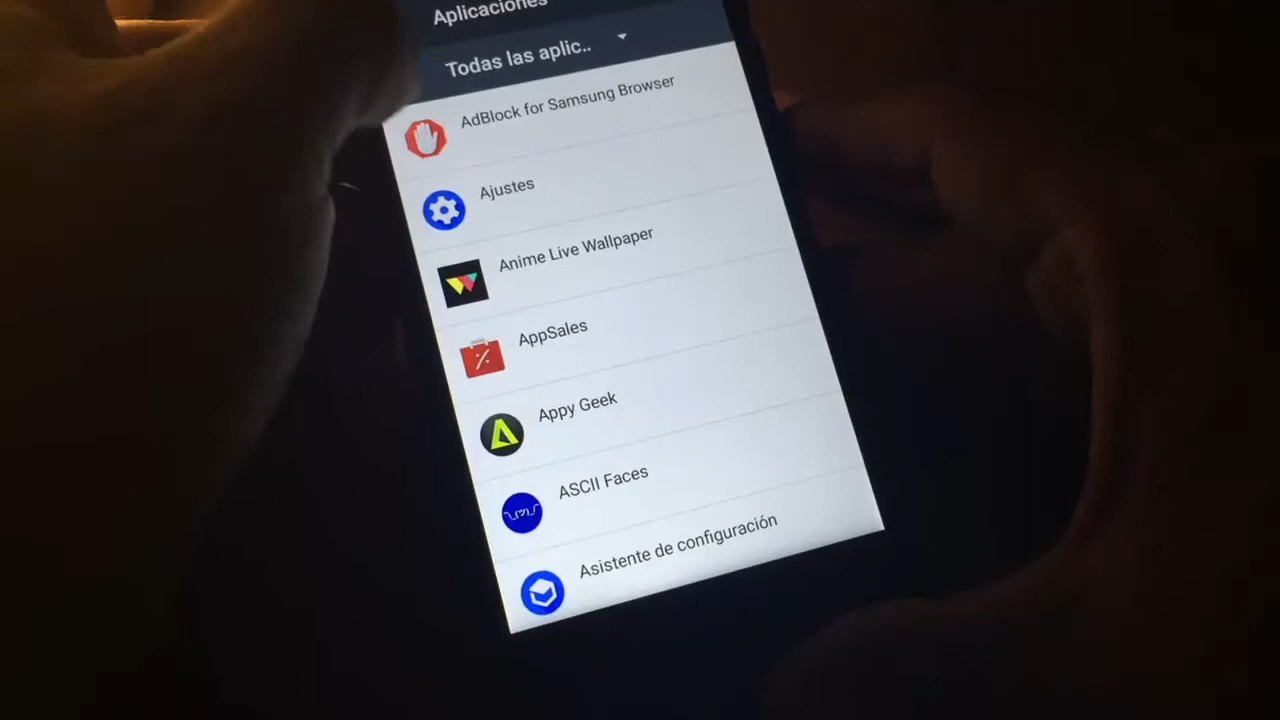 Aplicaciones
Todas las aplic..
AdBlock for Samsung Browser
Ajustes
Anime Live Wallpaper
AppSales
Appy Geek
ASCII Faces
Asistente de configuración